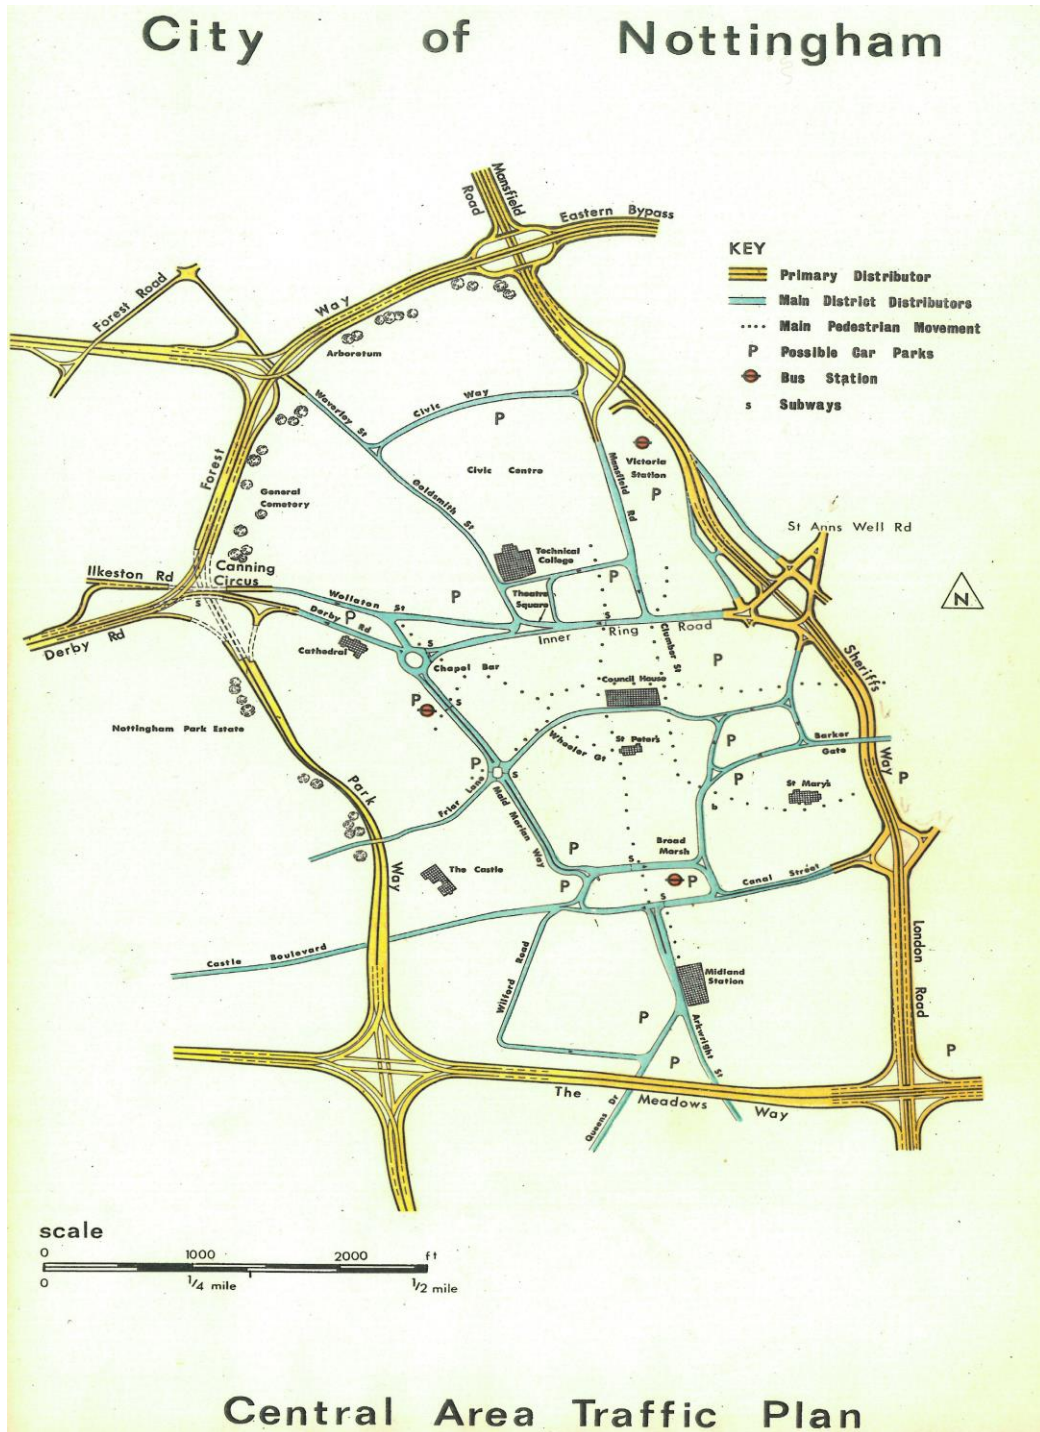 City of Nottingham
Mansfield
Road
Eastern Bypass
KEY
Primary Distributor
Main District Distributors
Main Pedestrian Movement
P Possible Car Parks
Bus Station
s Subways
Forest Road
Way
Arboretum
Waverley St
Civic Way
P
Civic Centre
Victoria
Station
P
Mansfield Rd
Forest
General
Cemetery
Goldsmith St
St Anns Well Rd
N
Technical
College
Canning
Circus
Ilkeston Rd
Derby Rd
s
Wollaton St
P
P
Derby Rd
Theatre
Square
P
s
Inner Ring Road
Clumber St
Cathedral
s
Chapel Bar
P
Council House
Sheriffs
Way
P
s
Nottingham Park Estate
Wheeler Gt
St Peter's
P
Barker
Gate
P
s
P
St Mary's
P
Park
Way
Friar Lane
Maid Marian Way
P
Broad
Marsh
s
The Castle
P
P
s
Canal Street
Castle Boulevard
Wilford Road
Midland
Station
London
Road
P
Arkwright St
P
P
The Meadows Way
Queens Dr
scale
0 1000 2000 ft
0 1/4 mile 1/2 mile
Central Area Traffic Plan